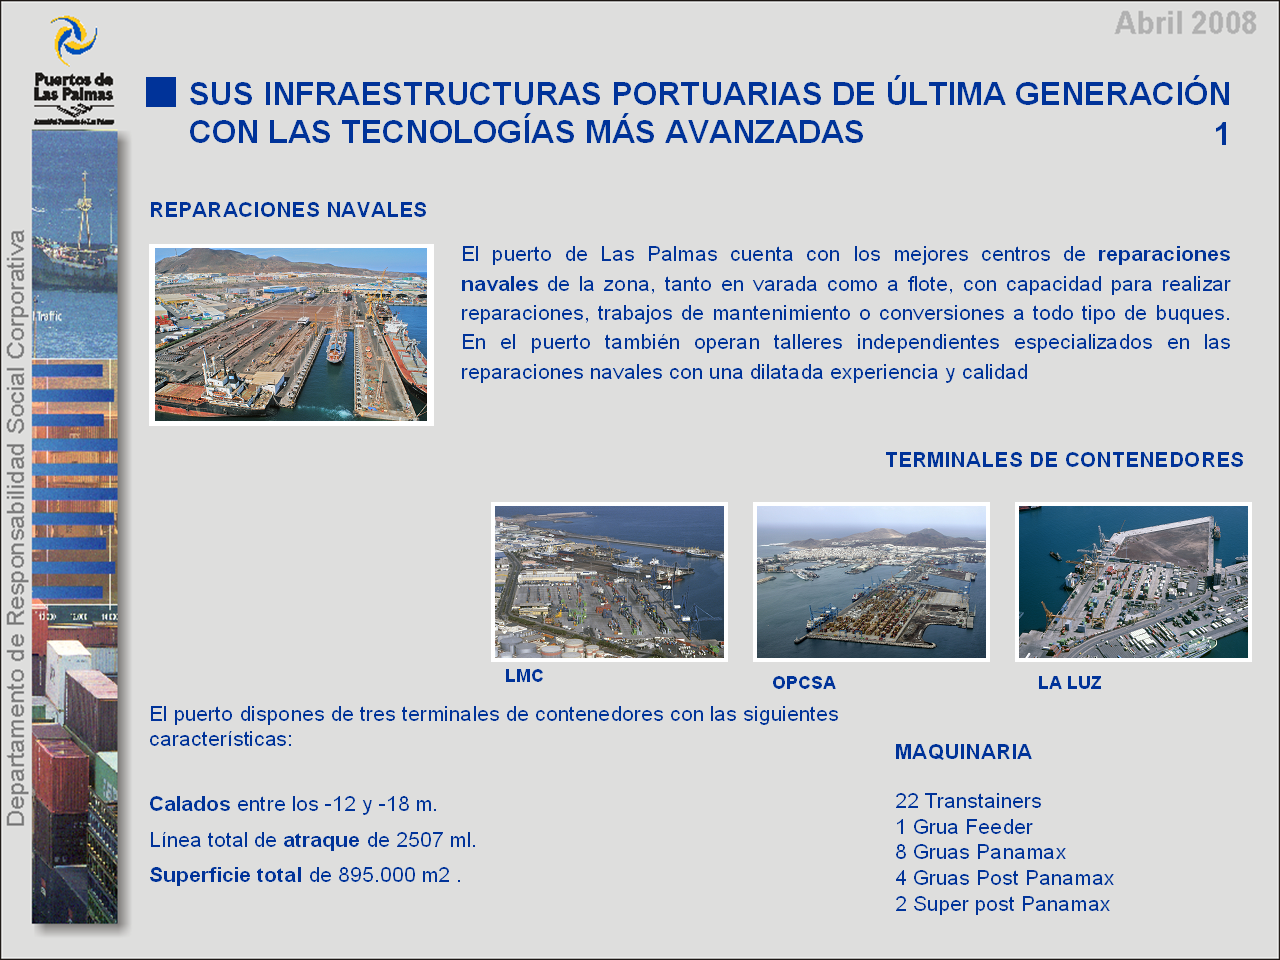 Abril 2008
Puertos de
Las Palmas
SUS INFRAESTRUCTURAS PORTUARIAS DE ÚLTIMA GENERACIÓN
CON LAS TECNOLOGÍAS MÁS AVANZADAS 1
Departamento de Responsabilidad Social Corporativa
REPARACIONES NAVALES
El puerto de Las Palmas cuenta con los mejores centros de reparaciones
navales de la zona, tanto en varada como a flote, con capacidad para realizar
reparaciones, trabajos de mantenimiento o conversiones a todo tipo de buques.
En el puerto también operan talleres independientes especializados en las
reparaciones navales con una dilatada experiencia y calidad
TERMINALES DE CONTENEDORES
LMC
OPCSA
LA LUZ
El puerto dispones de tres terminales de contenedores con las siguientes
características:
Calados entre los -12 y -18 m.
Línea total de atraque de 2507 ml.
Superficie total de 895.000 m2 .
MAQUINARIA
22 Transtainers
1 Grua Feeder
8 Gruas Panamax
4 Gruas Post Panamax
2 Super post Panamax